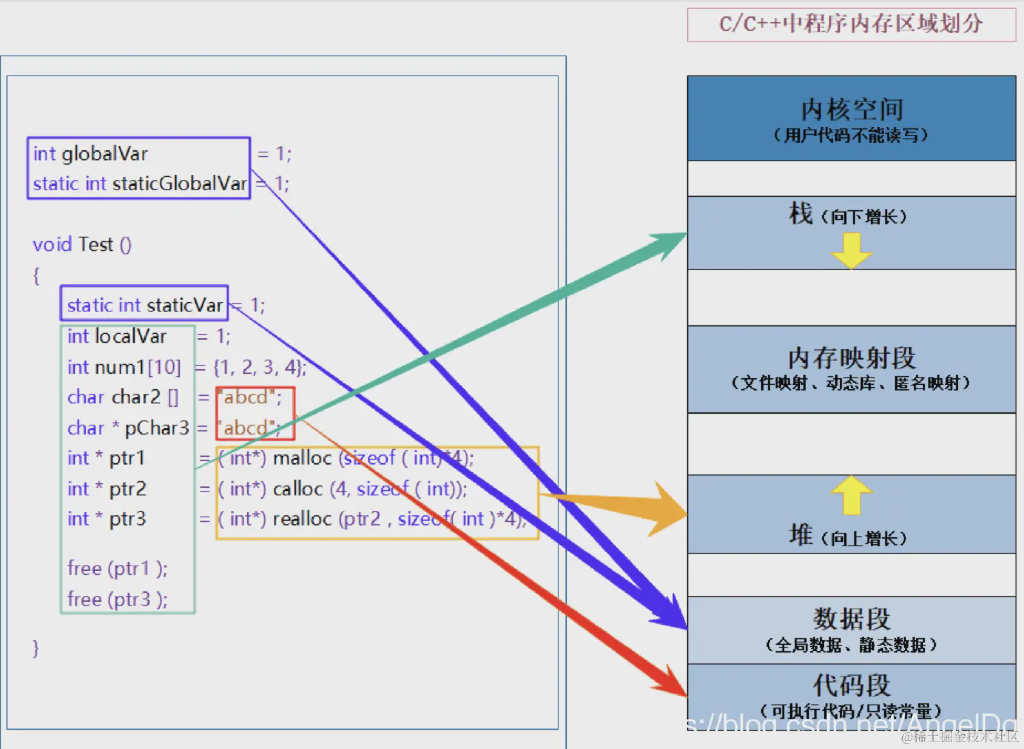 C/C++中程序内存区域划分
int globalVar = 1;
static int staticGlobalVar = 1;
void Test ()
{
static int staticVar = 1;
int localVar = 1;
int num1[10] = {1, 2, 3, 4};
char char2 [] = "abcd";
char * pChar3 = "abcd";
int * ptr1 = ( int*) malloc (sizeof ( int)*4);
int * ptr2 = ( int*) calloc (4, sizeof ( int));
int * ptr3 = ( int*) realloc (ptr2 , sizeof( int )*4);
free (ptr1 );
free (ptr3 );
}
内核空间
（用户代码不能读写）
栈（向下增长）
内存映射段
（文件映射、动态库、匿名映射）
堆（向上增长）
数据段
（全局数据、静态数据）
代码段
（可执行代码/只读常量）
s://blog.csdn.net/AngelDg
@稀土掘金技术社区